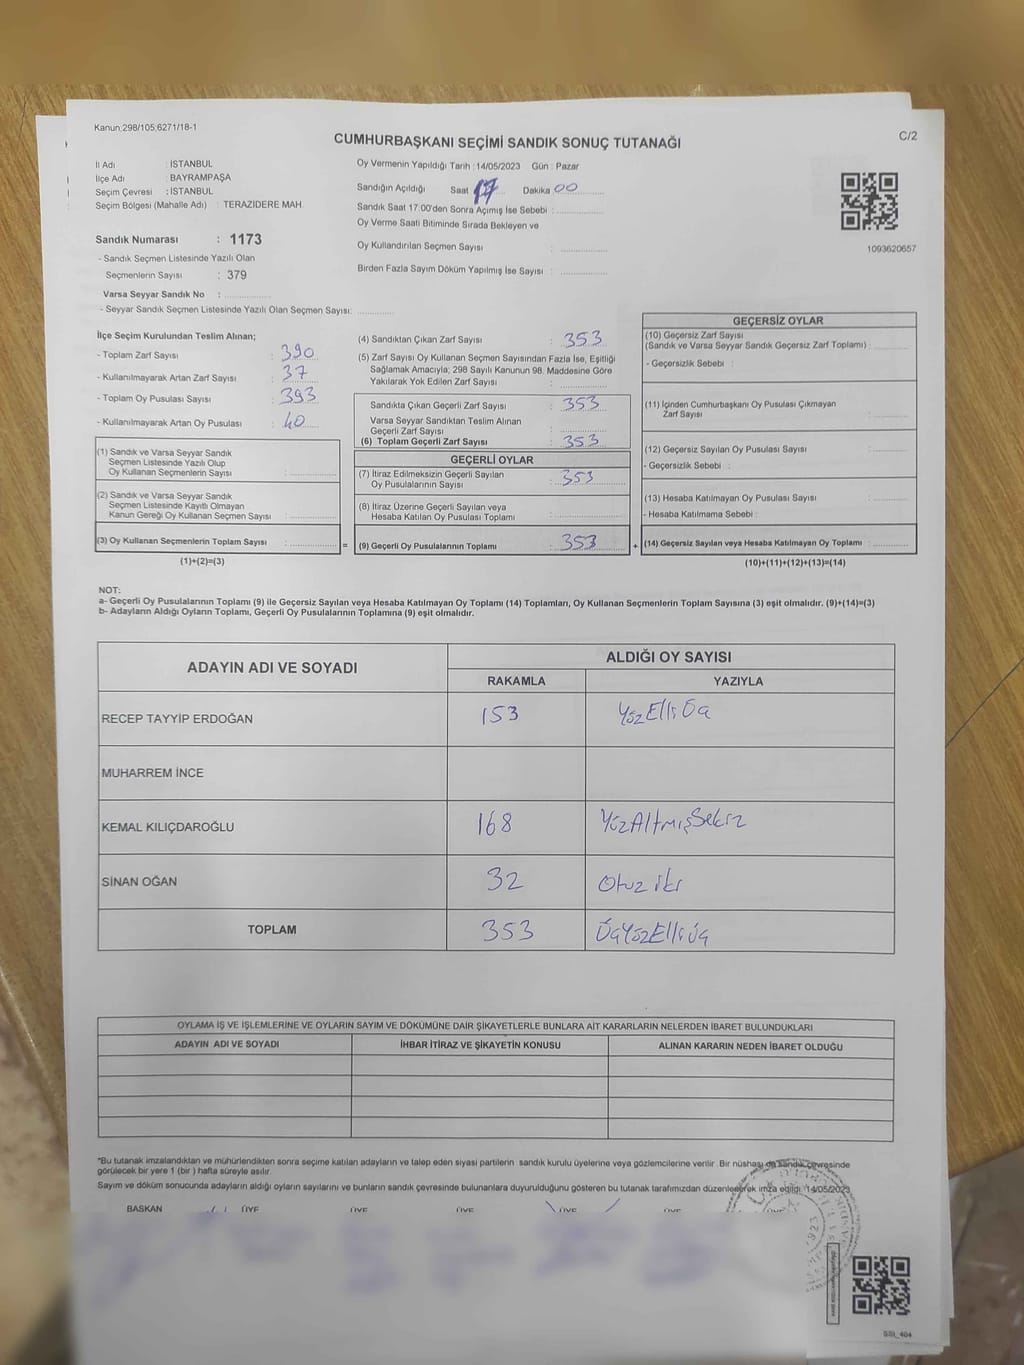 Kanun:298/105;6271/18-1
C/2
CUMHURBAŞKANI SEÇİMİ SANDIK SONUÇ TUTANAĞI
İl Adı : İSTANBUL
İlçe Adı : BAYRAMPAŞA
Seçim Çevresi : İSTANBUL
Seçim Bölgesi (Mahalle Adı) : TERAZİDERE MAH.
Sandık Numarası : 1173
- Sandık Seçmen Listesinde Yazılı Olan
Seçmenlerin Sayısı : 379
Varsa Seyyar Sandık No :
- Seyyar Sandık Seçmen Listesinde Yazılı Olan Seçmen Sayısı:
Oy Vermenin Yapıldığı Tarih :14/05/2023 Gün : Pazar
Sandığın Açıldığı Saat 17 Dakika 00
Sandık Saat 17:00'den Sonra Açımış İse Sebebi :
Oy Verme Saati Bitiminde Sırada Bekleyen ve
Oy Kullandırılan Seçmen Sayısı :
Birden Fazla Sayım Döküm Yapılmış İse Sayısı :
1093620657
İlçe Seçim Kurulundan Teslim Alınan;
- Toplam Zarf Sayısı : 390
- Kullanılmayarak Artan Zarf Sayısı : 37
- Toplam Oy Pusulası Sayısı : 393
- Kullanılmayarak Artan Oy Pusulası : 40
(1) Sandık ve Varsa Seyyar Sandık
Seçmen Listesinde Yazılı Olup
Oy Kullanan Seçmenlerin Sayısı :
(2) Sandık ve Varsa Seyyar Sandık
Seçmen Listesinde Kayıtlı Olmayan
Kanun Gereği Oy Kullanan Seçmen Sayısı :
(3) Oy Kullanan Seçmenlerin Toplam Sayısı :
(1)+(2)=(3)
(4) Sandıktan Çıkan Zarf Sayısı : 353
(5) Zarf Sayısı Oy Kullanan Seçmen Sayısından Fazla İse, Eşitliği
Sağlamak Amacıyla; 298 Sayılı Kanunun 98. Maddesine Göre
Yakılarak Yok Edilen Zarf Sayısı :
Sandıkta Çıkan Geçerli Zarf Sayısı : 353
Varsa Seyyar Sandıktan Teslim Alınan
Geçerli Zarf Sayısı :
(6) Toplam Geçerli Zarf Sayısı : 353
GEÇERLİ OYLAR
(7) İtiraz Edilmeksizin Geçerli Sayılan
Oy Pusulalarının Sayısı : 353
(8) İtiraz Üzerine Geçerli Sayılan veya
Hesaba Katılan Oy Pusulası Toplamı :
= (9) Geçerli Oy Pusulalarının Toplamı : 353 +
GEÇERSİZ OYLAR
(10) Geçersiz Zarf Sayısı
(Sandık ve Varsa Seyyar Sandık Geçersiz Zarf Toplamı) :
- Geçersizlik Sebebi :
(11) İçinden Cumhurbaşkanı Oy Pusulası Çıkmayan
Zarf Sayısı :
(12) Geçersiz Sayılan Oy Pusulası Sayısı :
- Geçersizlik Sebebi :
(13) Hesaba Katılmayan Oy Pusulası Sayısı :
- Hesaba Katılmama Sebebi :
(14) Geçersiz Sayılan veya Hesaba Katılmayan Oy Toplamı :
(10)+(11)+(12)+(13)=(14)
NOT:
a- Geçerli Oy Pusulalarının Toplamı (9) ile Geçersiz Sayılan veya Hesaba Katılmayan Oy Toplamı (14) Toplamları, Oy Kullanan Seçmenlerin Toplam Sayısına (3) eşit olmalıdır. (9)+(14)=(3)
b- Adayların Aldığı Oyların Toplamı, Geçerli Oy Pusulalarının Toplamına (9) eşit olmalıdır.
ADAYIN ADI VE SOYADI
ALDIĞI OY SAYISI
RAKAMLA YAZIYLA
RECEP TAYYİP ERDOĞAN 153 YüzElliÜç
MUHARREM İNCE
KEMAL KILIÇDAROĞLU 168 YüzAltmışSekiz
SİNAN OĞAN 32 Otuz iki
TOPLAM 353 ÜçYüzElliÜç
OYLAMA İŞ VE İŞLEMLERİNE VE OYLARIN SAYIM VE DÖKÜMÜNE DAİR ŞİKAYETLERLE BUNLARA AİT KARARLARIN NELERDEN İBARET BULUNDUKLARI
ADAYIN ADI VE SOYADI İHBAR İTİRAZ VE ŞİKAYETİN KONUSU ALINAN KARARIN NEDEN İBARET OLDUĞU
*Bu tutanak imzalandıktan ve mühürlendikten sonra seçime katılan adayların ve talep eden siyasi partilerin sandık kurulu üyelerine veya gözlemcilerine verilir. Bir nüshası da sandık çevresinde
görülecek bir yere 1 (bir ) hafta süreyle asılır.
Sayım ve döküm sonucunda adayların aldığı oyların sayılarını ve bunların sandık çevresinde bulunanlara duyurulduğunu gösteren bu tutanak tarafımızdan düzenlenerek imza edildi. 14/05/2023
BAŞKAN ÜYE ÜYE ÜYE ÜYE ÜYE
SSI_404